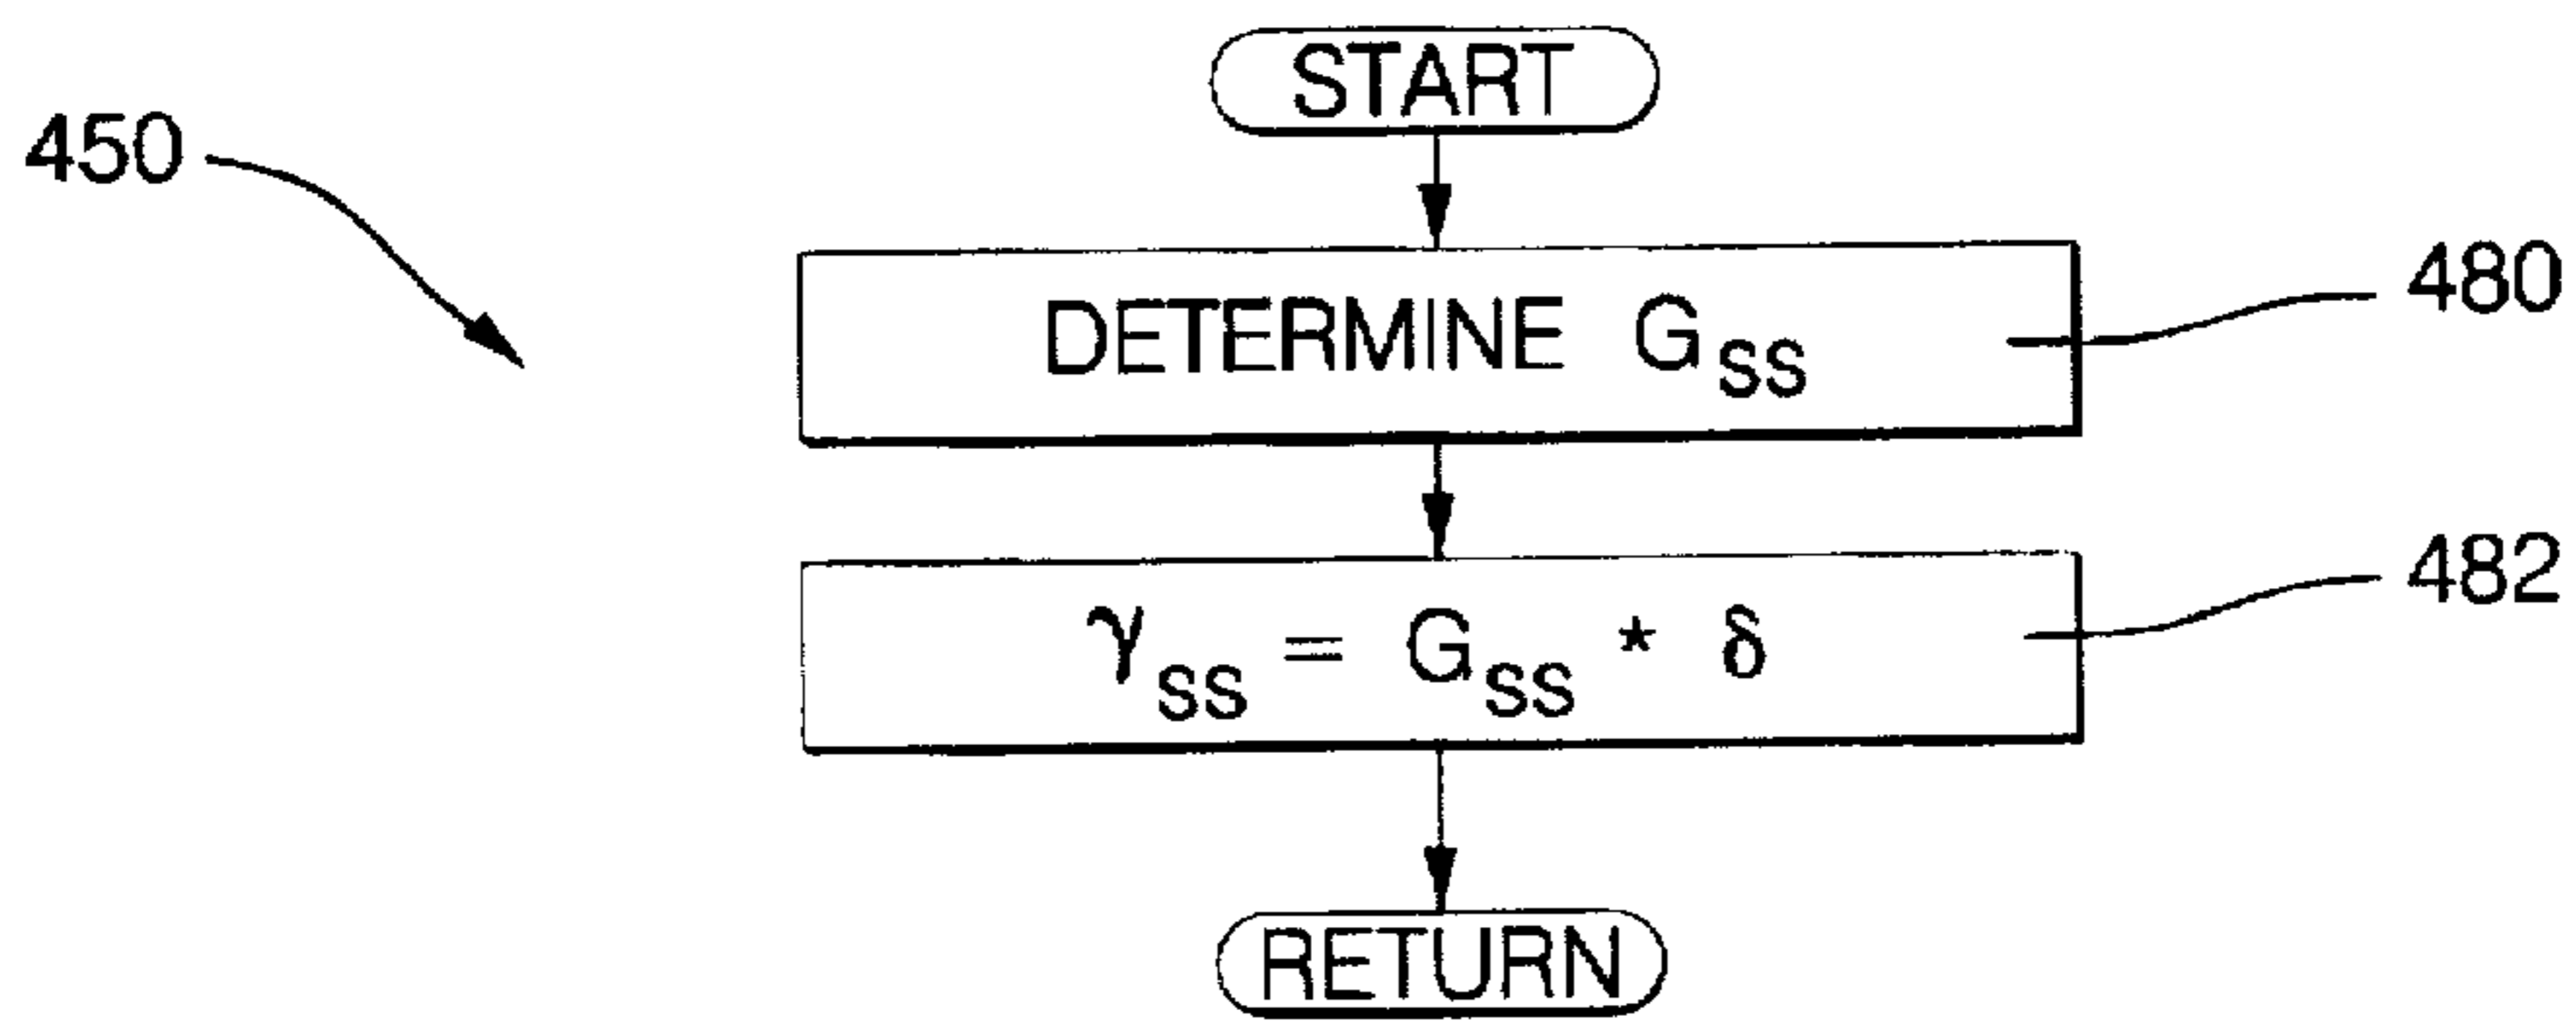 START
450
DETERMINE G_SS
480
γ_SS = G_SS * δ
482
RETURN